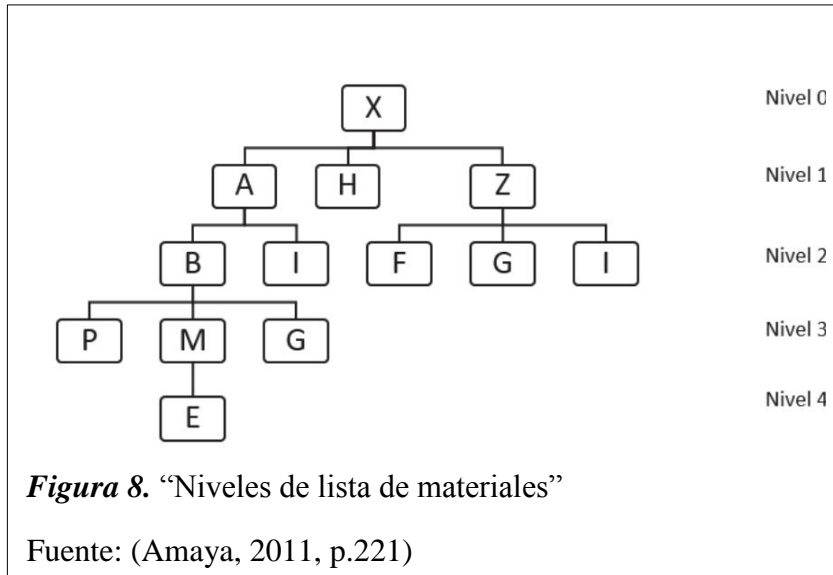 X Nivel 0
A H Z Nivel 1
B I F G I Nivel 2
P M G Nivel 3
E Nivel 4
Figura 8. “Niveles de lista de materiales”
Fuente: (Amaya, 2011, p.221)